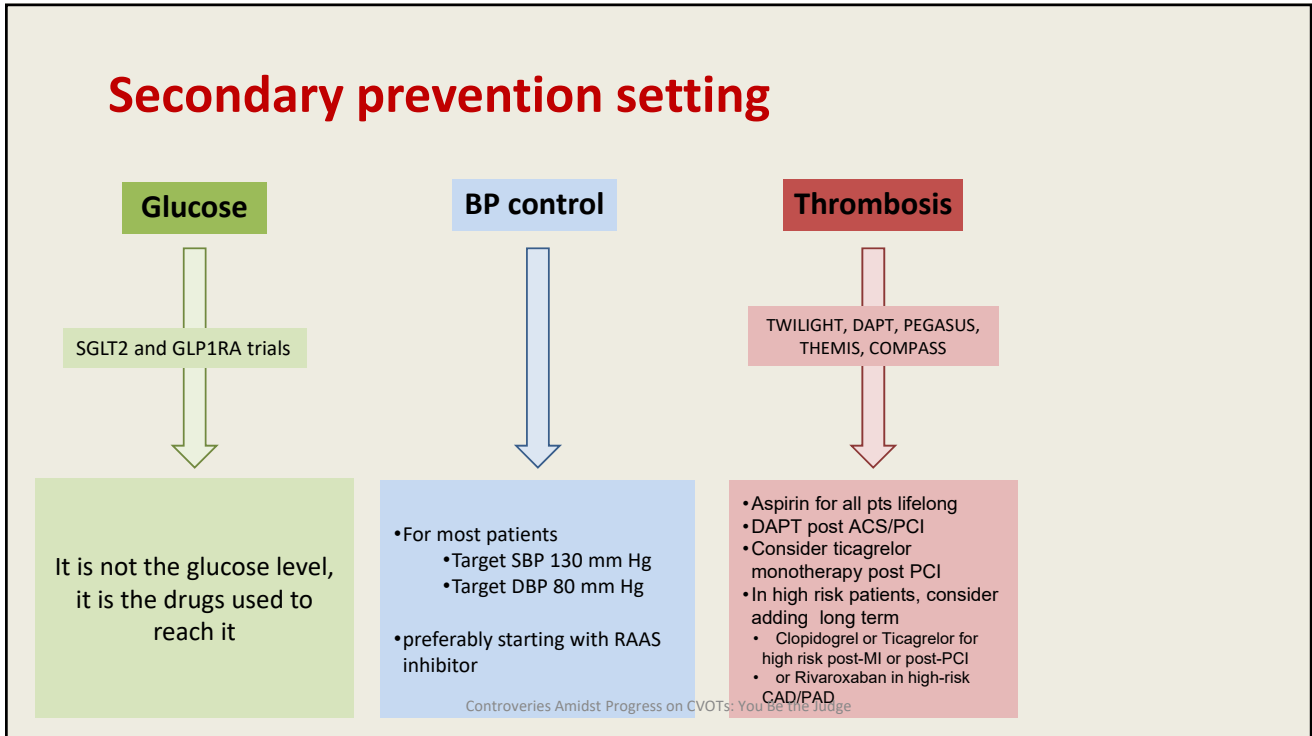 Secondary prevention setting
Glucose
SGLT2 and GLP1RA trials
It is not the glucose level,
it is the drugs used to
reach it
BP control
•For most patients
•Target SBP 130 mm Hg
•Target DBP 80 mm Hg
•preferably starting with RAAS
inhibitor
Thrombosis
TWILIGHT, DAPT, PEGASUS,
THEMIS, COMPASS
•Aspirin for all pts lifelong
•DAPT post ACS/PCI
•Consider ticagrelor
monotherapy post PCI
•In high risk patients, consider
adding long term
• Clopidogrel or Ticagrelor for
high risk post-MI or post-PCI
• or Rivaroxaban in high-risk
CAD/PAD
Controveries Amidst Progress on CVOTs: You Be the Judge